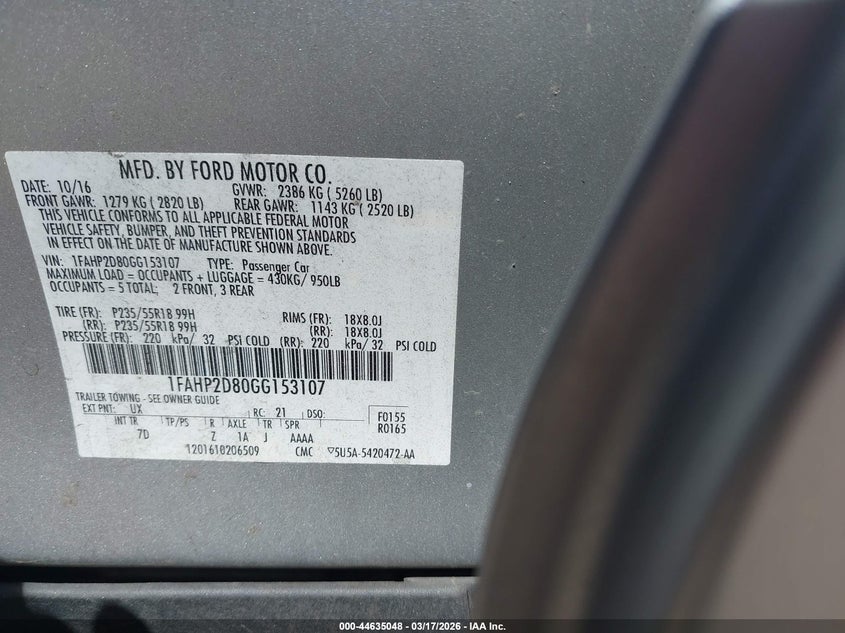 MFD. BY FORD MOTOR CO.
DATE: 10/16 GVWR: 2386 KG ( 5260 LB)
FRONT GAWR: 1279 KG ( 2820 LB) REAR GAWR: 1143 KG ( 2520 LB)
THIS VEHICLE CONFORMS TO ALL APPLICABLE FEDERAL MOTOR
VEHICLE SAFETY, BUMPER, AND THEFT PREVENTION STANDARDS
IN EFFECT ON THE DATE OF MANUFACTURE SHOWN ABOVE.
VIN: 1FAHP2D80GG153107 TYPE: Passenger Car
MAXIMUM LOAD = OCCUPANTS + LUGGAGE = 430KG/ 950LB
OCCUPANTS = 5 TOTAL; 2 FRONT, 3 REAR
TIRE (FR): P235/55R18 99H RIMS (FR): 18X8.0J
(RR): P235/55R18 99H (RR): 18X8.0J
PRESSURE (FR): 220 kPa/ 32 PSI COLD (RR): 220 kPa/ 32 PSI COLD
1FAHP2D80GG153107
TRAILER TOWING - SEE OWNER GUIDE
EXT PNT: UX RC: 21 DSO: F0155
INT TR TP/PS R AXLE TR SPR R0165
7D Z 1A J AAAA
1201610206509 CMC ▽5U5A-5420472-AA
000-44635048 — 03/17/2026 — IAA Inc.